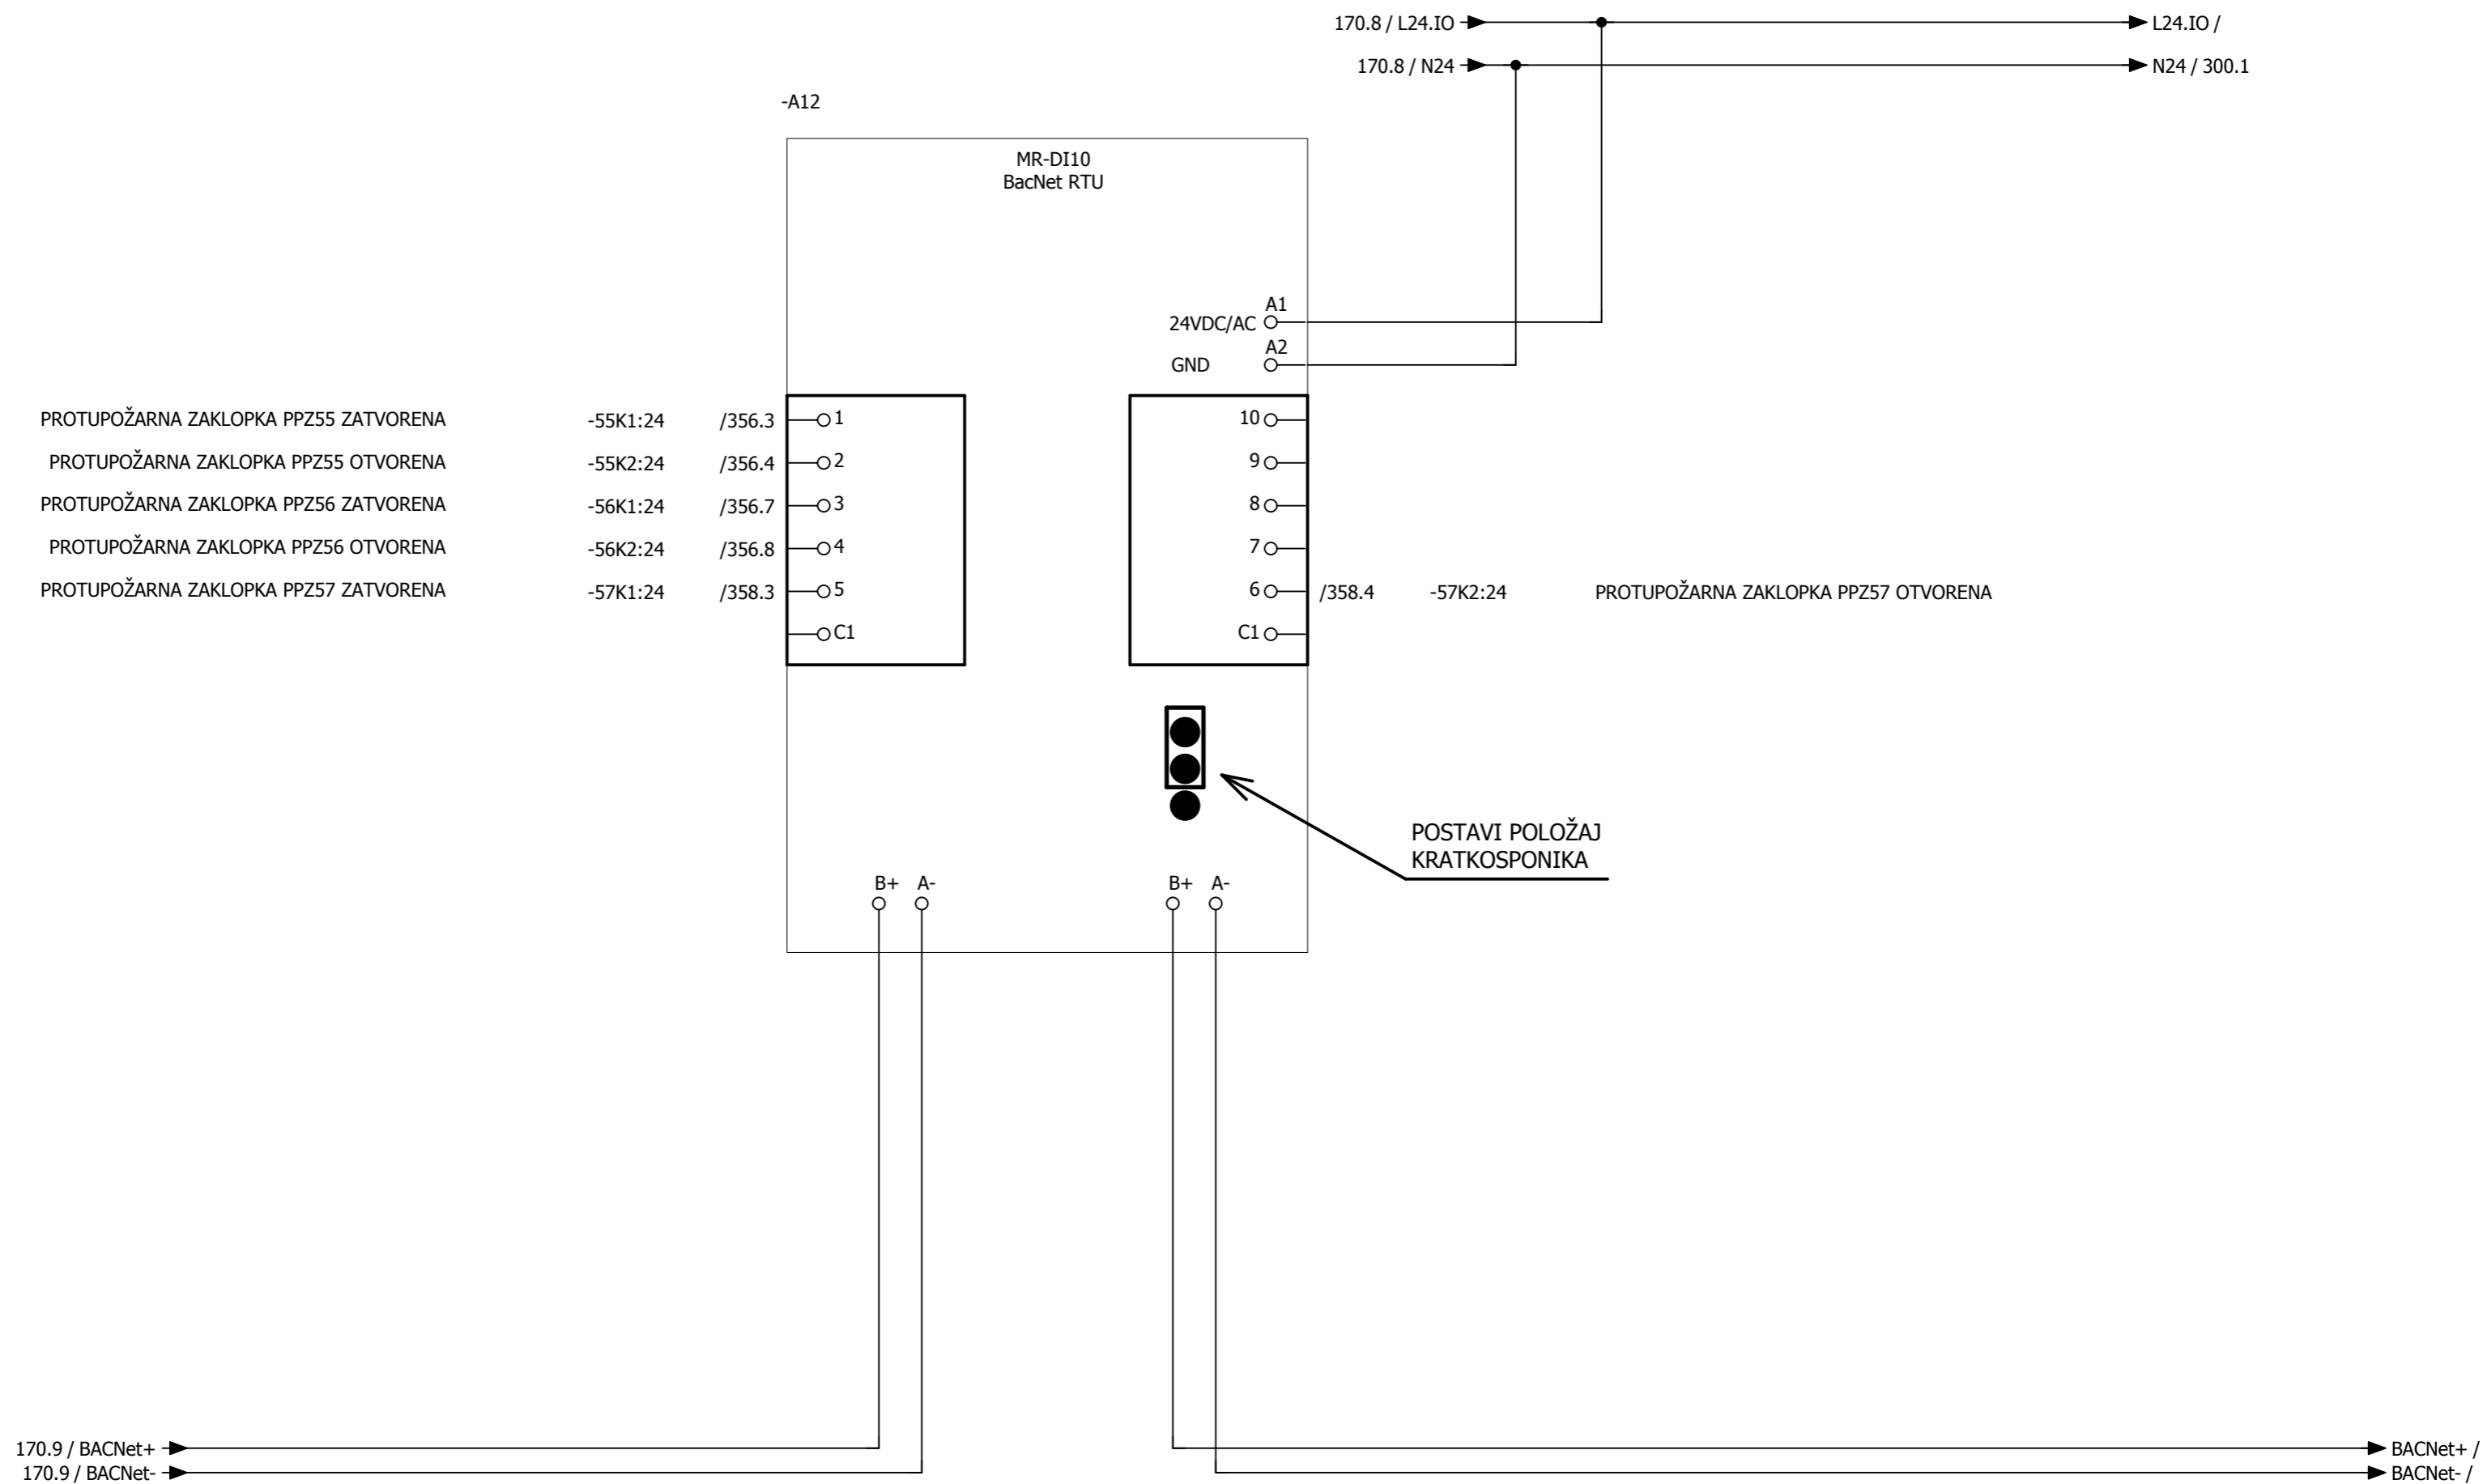 170.8 / L24.IO
L24.IO /
170.8 / N24
N24 / 300.1
-A12
MR-DI10
BacNet RTU
A1
24VDC/AC
A2
GND
PROTUPOŽARNA ZAKLOPKA PPZ55 ZATVORENA -55K1:24 /356.3 1 10
PROTUPOŽARNA ZAKLOPKA PPZ55 OTVORENA -55K2:24 /356.4 2 9
PROTUPOŽARNA ZAKLOPKA PPZ56 ZATVORENA -56K1:24 /356.7 3 8
PROTUPOŽARNA ZAKLOPKA PPZ56 OTVORENA -56K2:24 /356.8 4 7
PROTUPOŽARNA ZAKLOPKA PPZ57 ZATVORENA -57K1:24 /358.3 5 6 /358.4 -57K2:24 PROTUPOŽARNA ZAKLOPKA PPZ57 OTVORENA
C1 C1
POSTAVI POLOŽAJ
KRATKOSPONIKA
B+ A- B+ A-
170.9 / BACNet+ BACNet+ /
170.9 / BACNet- BACNet- /